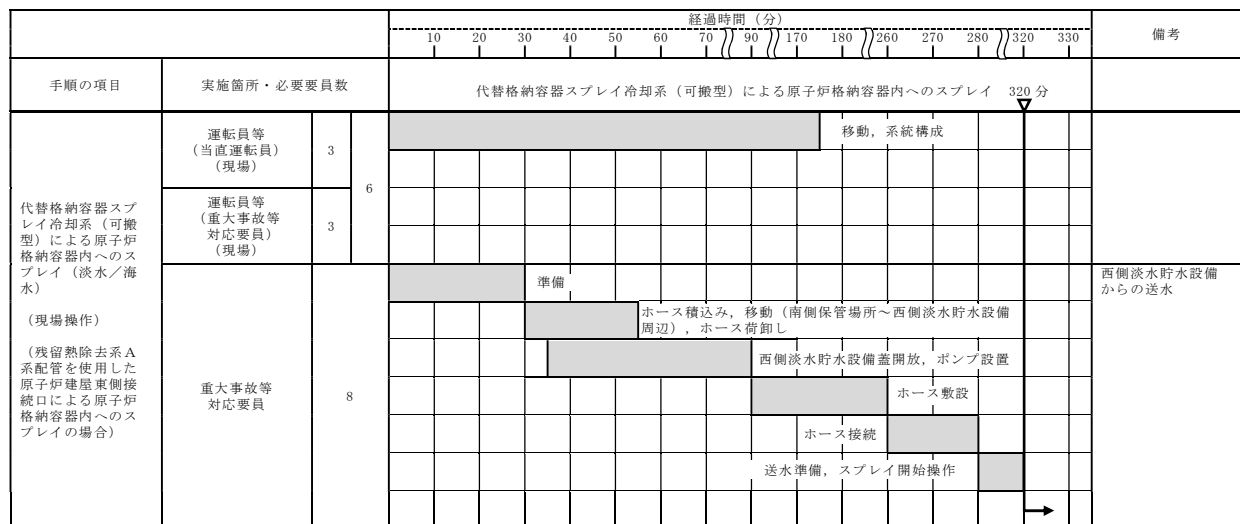 経過時間（分）
備考
10 20 30 40 50 60 70 90 170 180 260 270 280 320 330
手順の項目
実施箇所・必要要員数
代替格納容器スプレイ冷却系（可搬型）による原子炉格納容器内へのスプレイ 320 分
代替格納容器スプ
レイ冷却系（可搬
型）による原子炉
格納容器内へのス
プレイ（淡水／海
水）
（現場操作）
（残留熱除去系Ａ
系配管を使用した
原子炉建屋東側接
続口による原子炉
格納容器内へのス
プレイの場合）
運転員等
（当直運転員）
（現場）
3
6
移動，系統構成
運転員等
（重大事故等
対応要員）
（現場）
3
重大事故等
対応要員
8
準備
ホース積込み，移動（南側保管場所～西側淡水貯水設備
周辺），ホース荷卸し
西側淡水貯水設備蓋開放，ポンプ設置
ホース敷設
ホース接続
送水準備，スプレイ開始操作
西側淡水貯水設備
からの送水